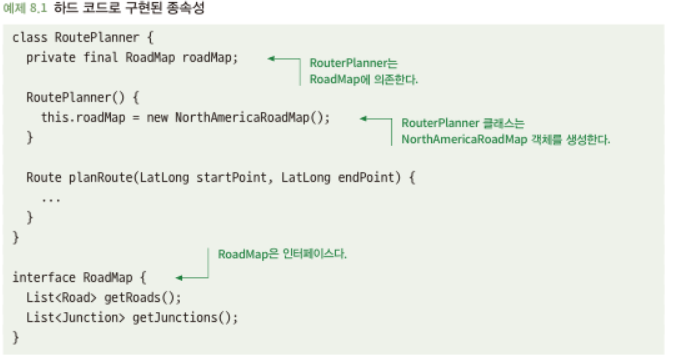 예제 8.1 하드 코드로 구현된 종속성
class RoutePlanner {
  private final RoadMap roadMap;
RouterPlanner는
RoadMap에 의존한다.
  RoutePlanner() {
    this.roadMap = new NorthAmericaRoadMap();
  }
RouterPlanner 클래스는
NorthAmericaRoadMap 객체를 생성한다.
  Route planRoute(LatLong startPoint, LatLong endPoint) {
    ...
  }
}
RoadMap은 인터페이스다.
interface RoadMap {
  List<Road> getRoads();
  List<Junction> getJunctions();
}